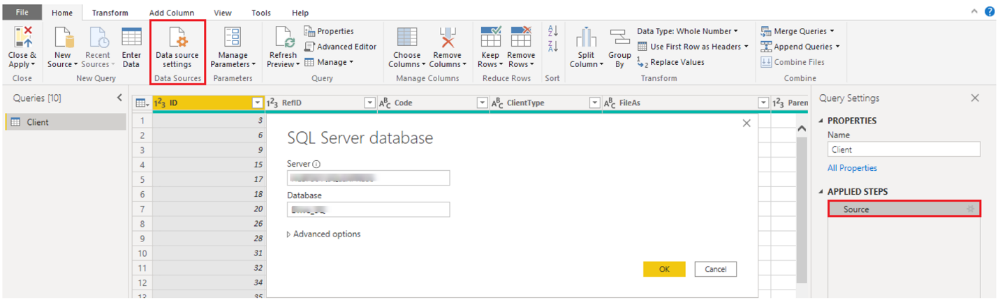 File Home Transform Add Column View Tools Help
Close & Apply New Source Recent Sources Enter Data Data source settings Manage Parameters Refresh Preview Properties Advanced Editor Manage Choose Columns Remove Columns Keep Rows Remove Rows Split Column Group By Data Type: Whole Number Use First Row as Headers Replace Values Merge Queries Append Queries Combine Files
Close New Query Data Sources Parameters Query Manage Columns Reduce Rows Sort Transform Combine
Queries [10]
Client
ID RefID Code ClientType FileAs Paren
1 3
2 6
3 9
4 15
5 17
6 18
7 20
8 26
9 28
10 31
11 32
12 34
13 35
SQL Server database
Server
Database
Advanced options
OK Cancel
Query Settings
PROPERTIES
Name
Client
All Properties
APPLIED STEPS
Source